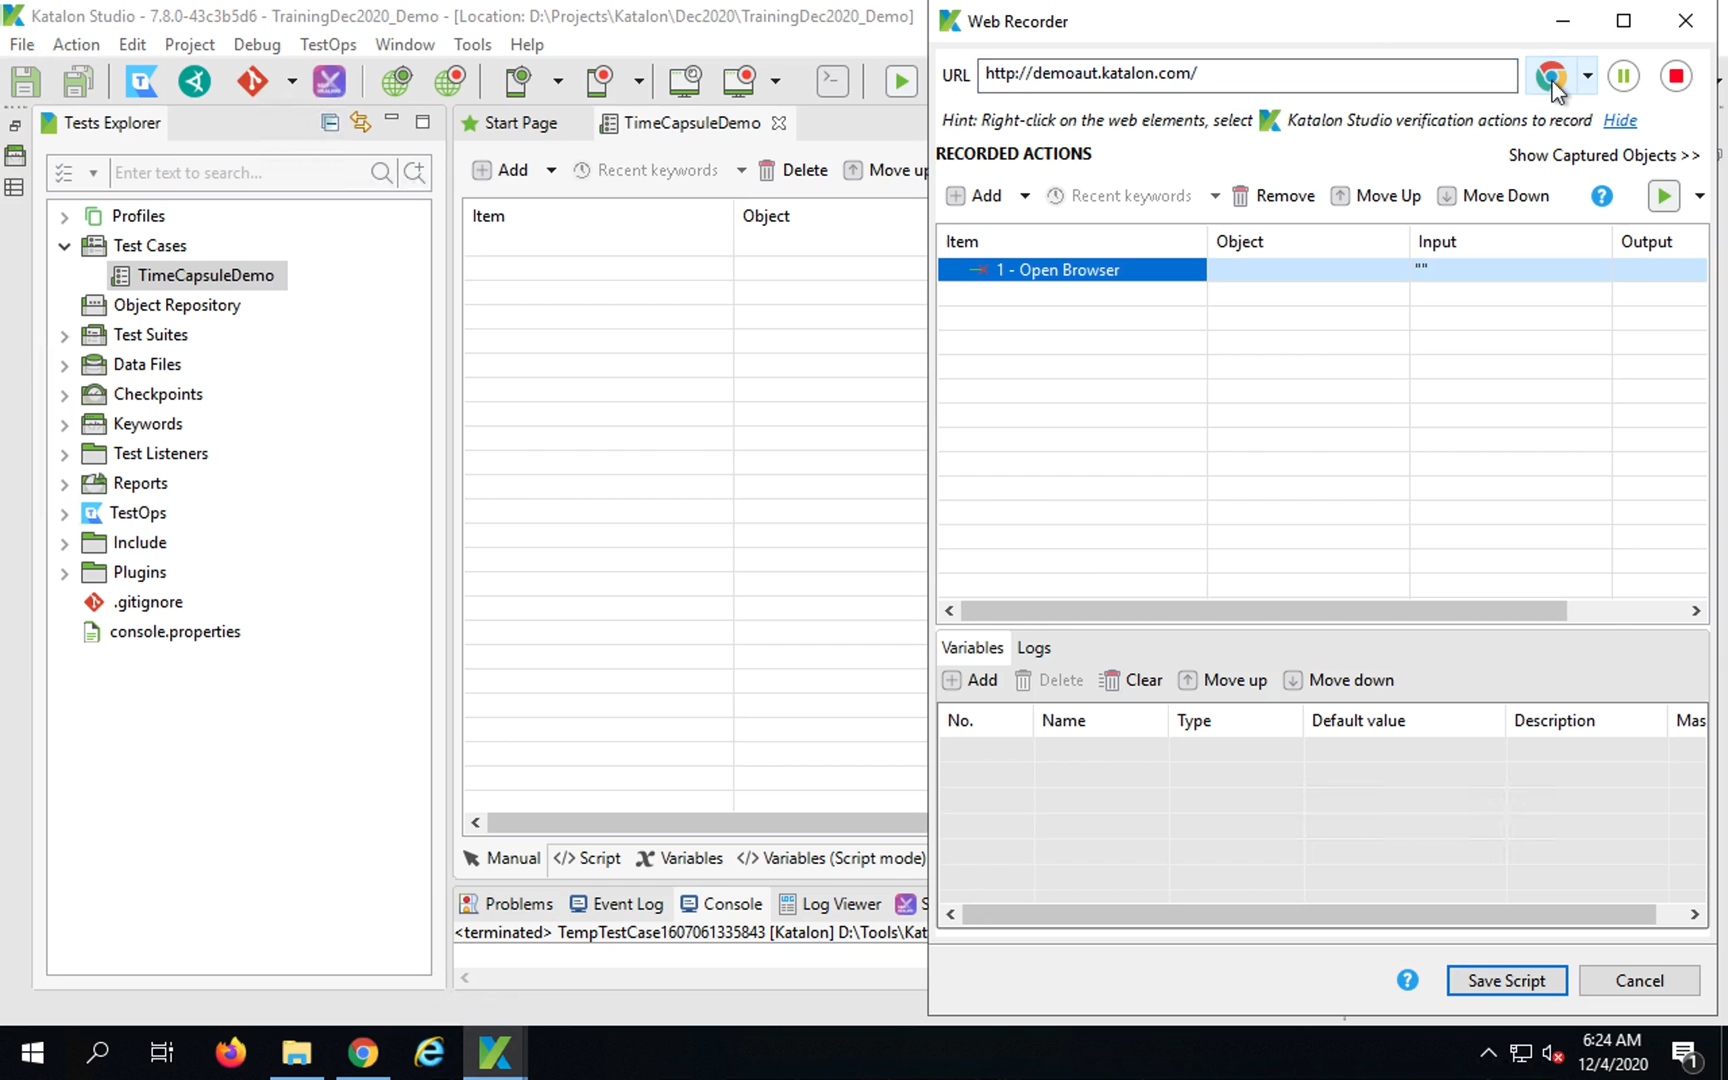 Katalon Studio - 7.8.0-43c3b5d6 - TrainingDec2020_Demo - [Location: D:\Projects\Katalon\Dec2020\TrainingDec2020_Demo]
File Action Edit Project Debug TestOps Window Tools Help
Tests Explorer
Enter text to search...
Profiles
Test Cases
TimeCapsuleDemo
Object Repository
Test Suites
Data Files
Checkpoints
Keywords
Test Listeners
Reports
TestOps
Include
Plugins
.gitignore
console.properties
Start Page TimeCapsuleDemo
Add Recent keywords Delete Move up
Item Object
Manual </> Script Variables </> Variables (Script mode)
Problems Event Log Console Log Viewer S
<terminated> TempTestCase1607061335843 [Katalon] D:\Tools\Kat
Web Recorder
URL http://demoaut.katalon.com/
Hint: Right-click on the web elements, select Katalon Studio verification actions to record Hide
RECORDED ACTIONS
Show Captured Objects >>
Add Recent keywords Remove Move Up Move Down
Item Object Input Output
1 - Open Browser ""
Variables Logs
Add Delete Clear Move up Move down
No. Name Type Default value Description Mas
Save Script Cancel
6:24 AM
12/4/2020
1